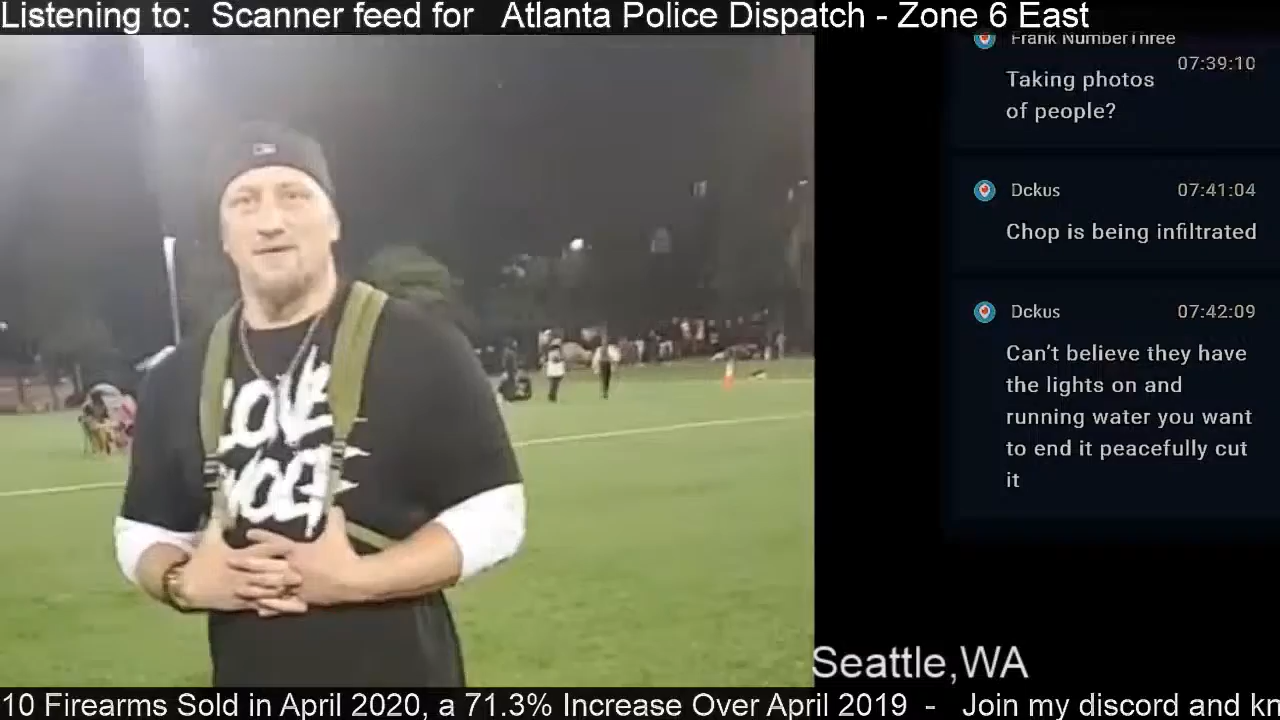 Listening to:  Scanner feed for   Atlanta Police Dispatch - Zone 6 East
Frank NumberThree
07:39:10
Taking photos
of people?
Dckus
07:41:04
Chop is being infiltrated
Dckus
07:42:09
Can't believe they have
the lights on and
running water you want
to end it peacefully cut
it
LOVE
Seattle,WA
10 Firearms Sold in April 2020, a 71.3% Increase Over April 2019  -   Join my discord and kn